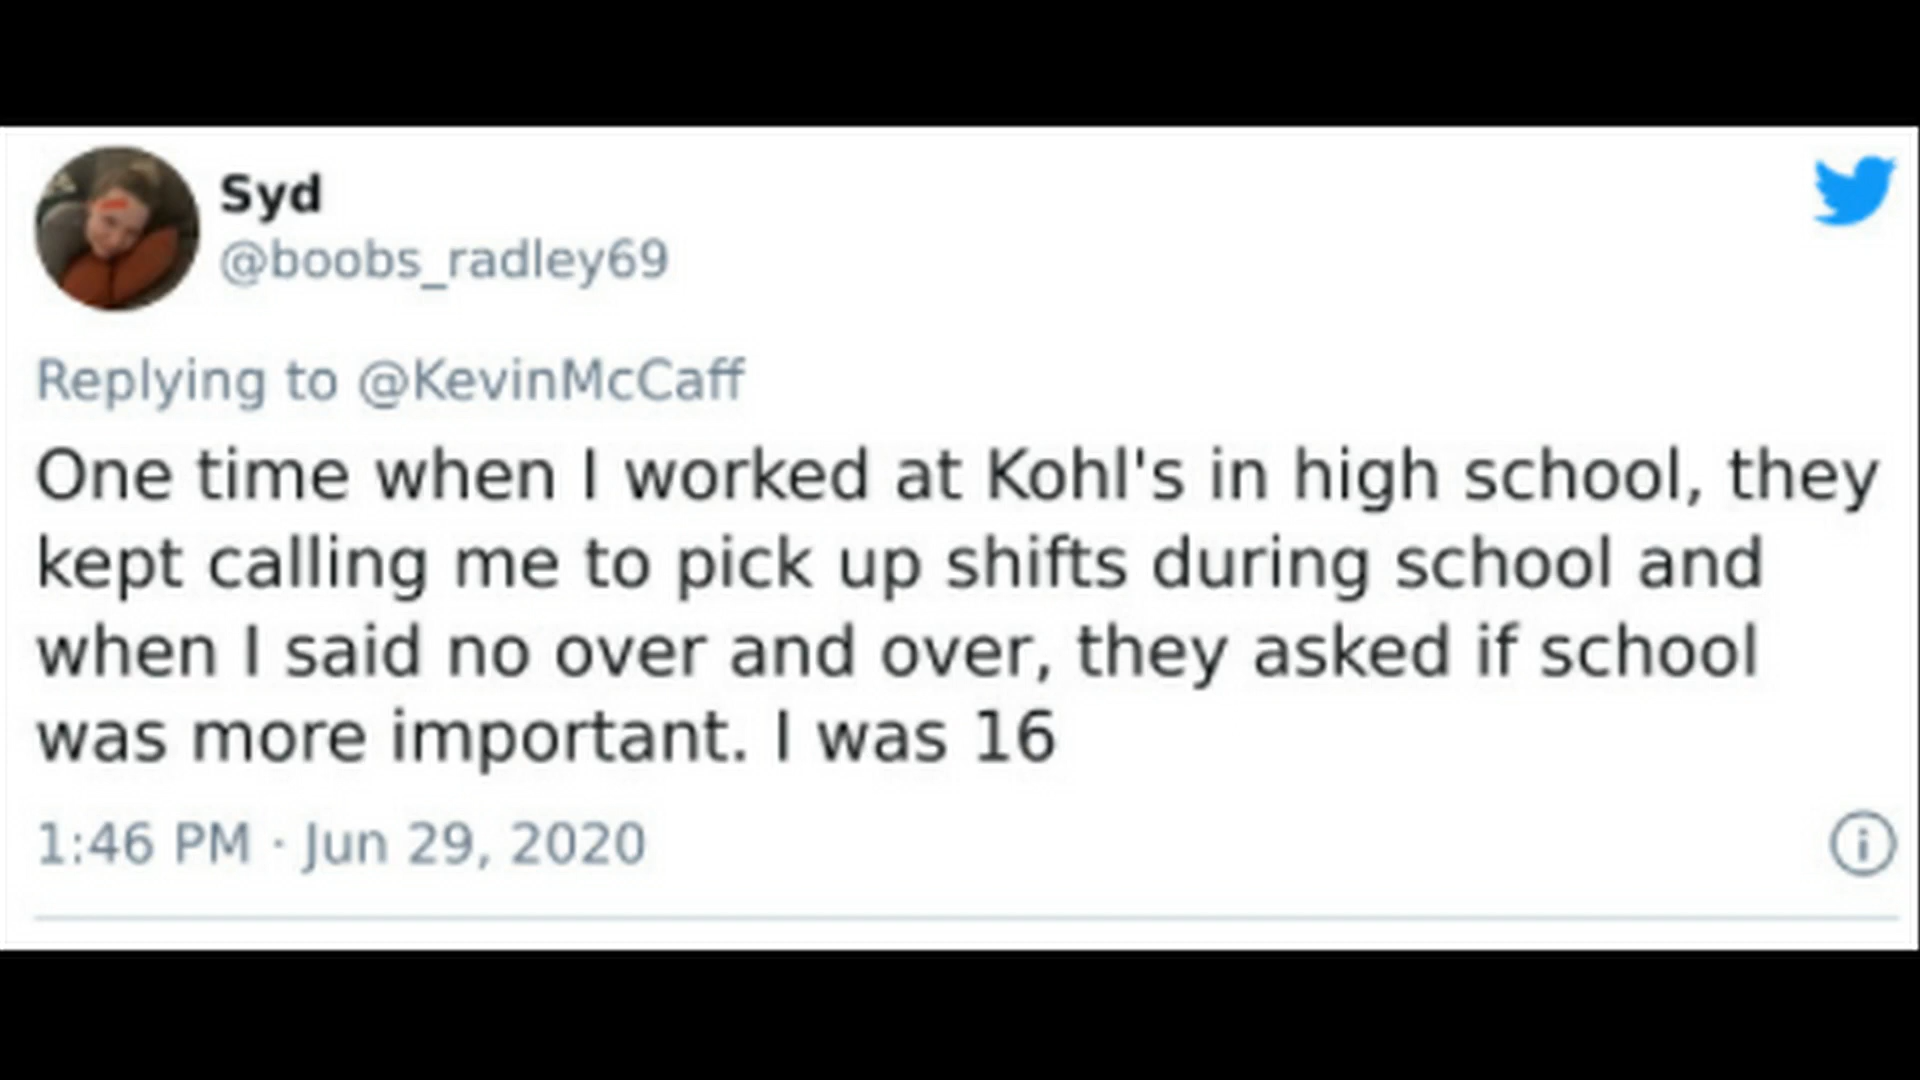 Syd
@boobs_radley69
Replying to @KevinMcCaff
One time when I worked at Kohl's in high school, they
kept calling me to pick up shifts during school and
when I said no over and over, they asked if school
was more important. I was 16
1:46 PM · Jun 29, 2020